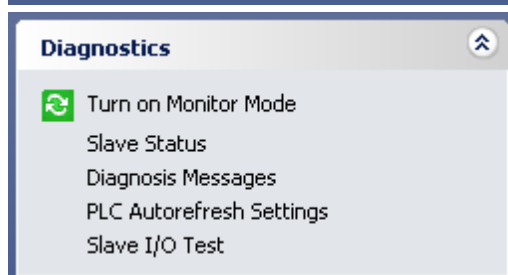 Diagnostics
Turn on Monitor Mode
Slave Status
Diagnosis Messages
PLC Autorefresh Settings
Slave I/O Test